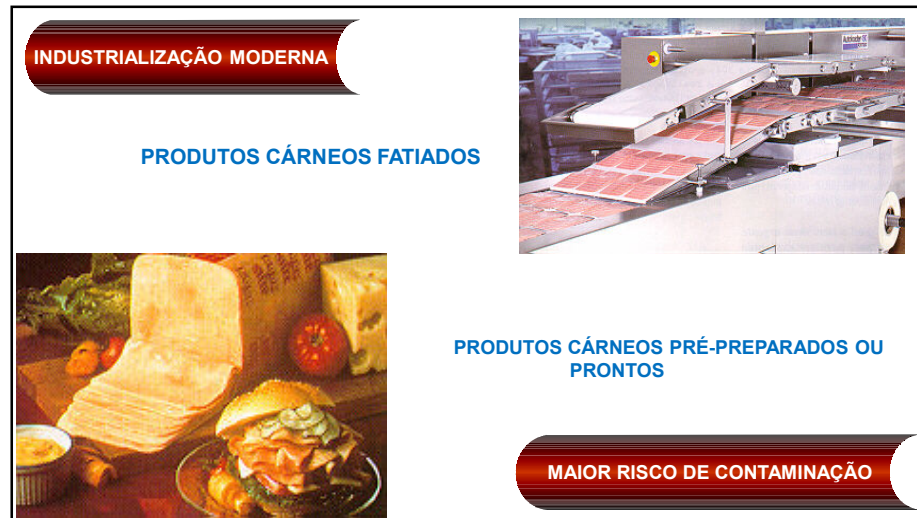 INDUSTRIALIZAÇÃO MODERNA
PRODUTOS CÁRNEOS FATIADOS
PRODUTOS CÁRNEOS PRÉ-PREPARADOS OU
PRONTOS
MAIOR RISCO DE CONTAMINAÇÃO